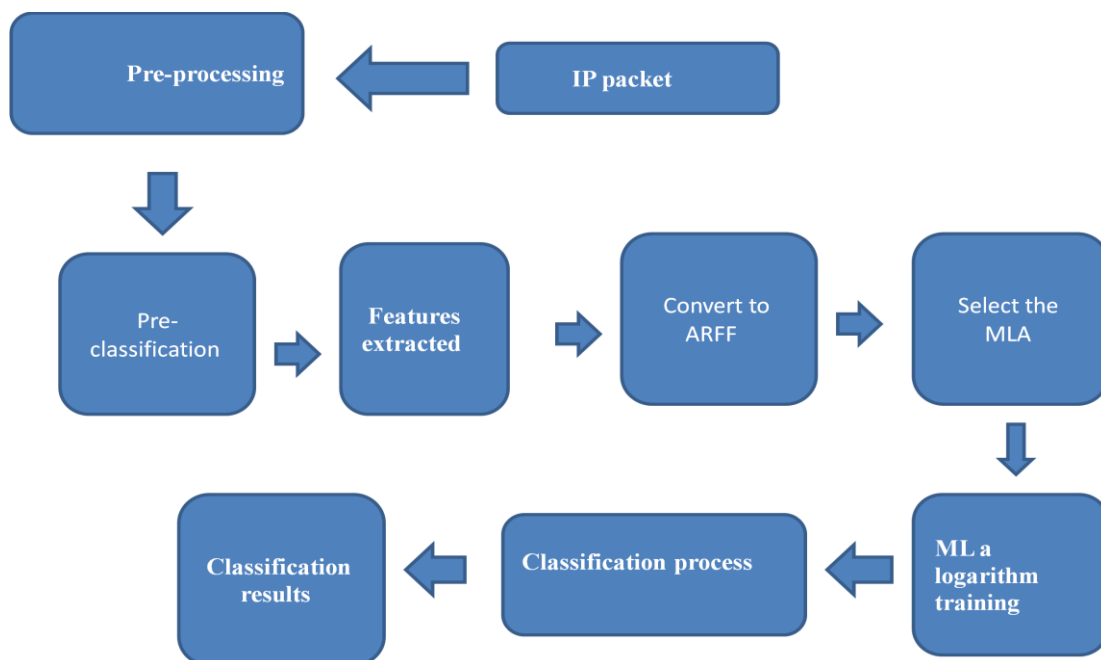 IP packet
Pre-processing
Pre-
classification
Features
extracted
Convert to
ARFF
Select the
MLA
ML a
logarithm
training
Classification process
Classification
results